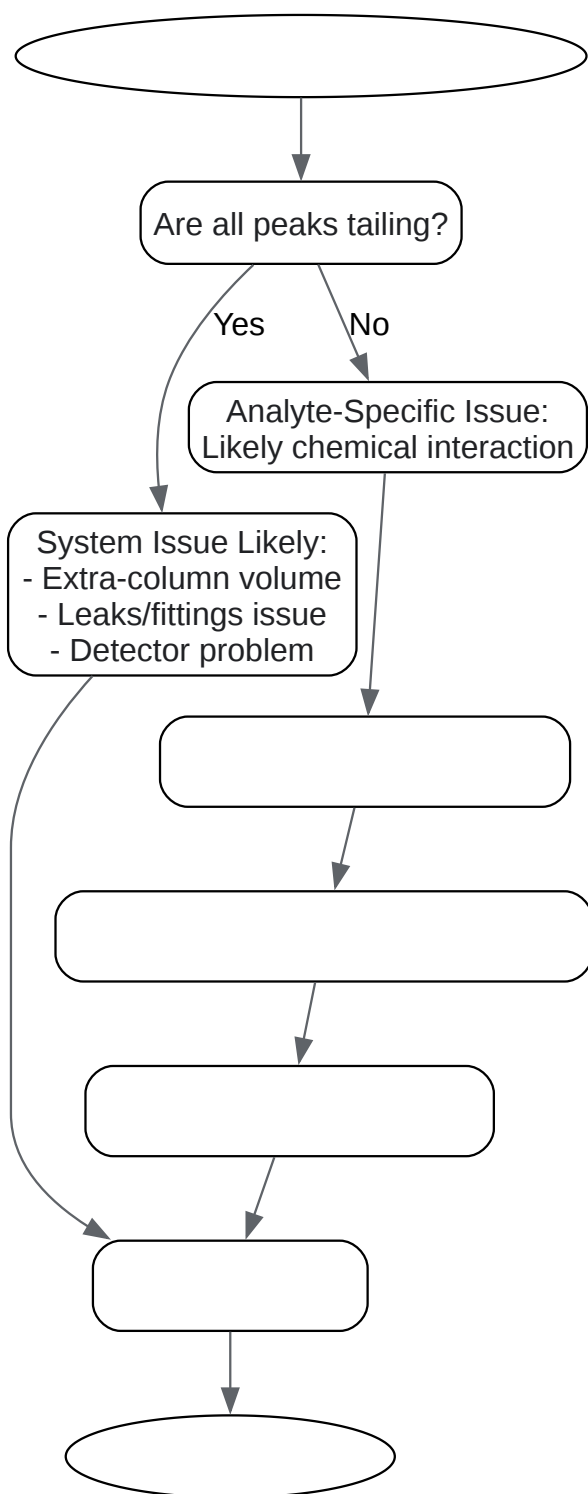 Are all peaks tailing?
Yes
No
Analyte-Specific Issue:
Likely chemical interaction
System Issue Likely:
- Extra-column volume
- Leaks/fittings issue
- Detector problem